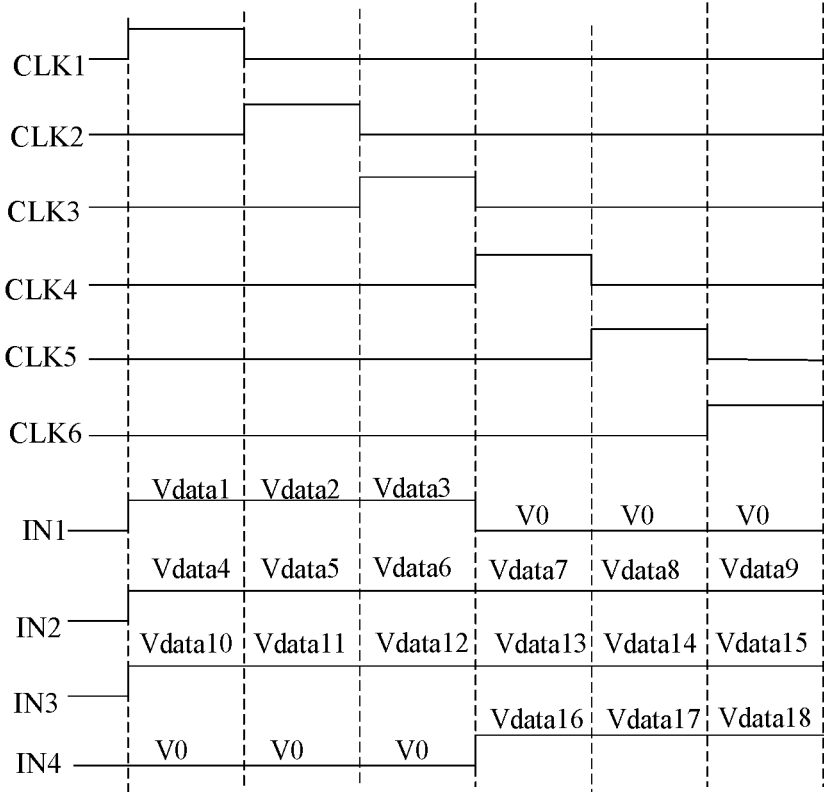 CLK1
CLK2
CLK3
CLK4
CLK5
CLK6
Vdata1 Vdata2 Vdata3
IN1 V0 V0 V0
Vdata4 Vdata5 Vdata6 Vdata7 Vdata8 Vdata9
IN2
Vdata10 Vdata11 Vdata12 Vdata13 Vdata14 Vdata15
IN3
Vdata16 Vdata17 Vdata18
IN4 V0 V0 V0